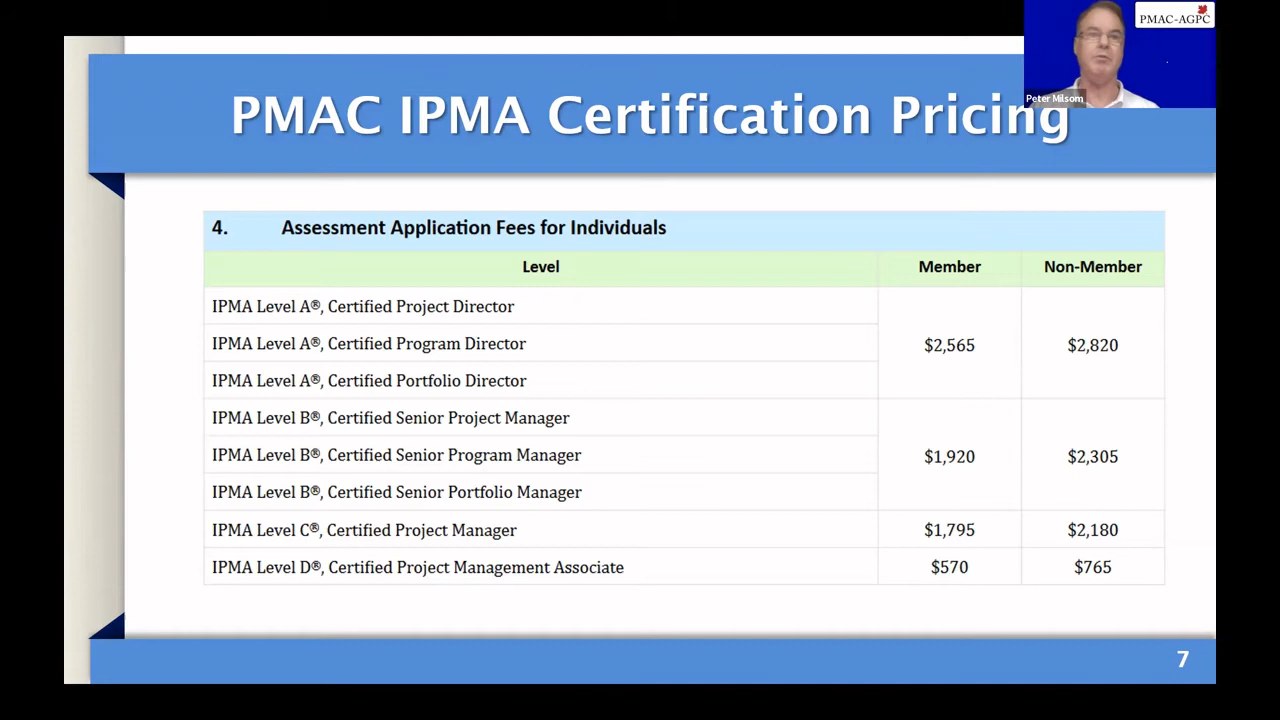 PMAC-AGPC
Peter Milsom
PMAC IPMA Certification Pricing
4. Assessment Application Fees for Individuals
Level Member Non-Member
IPMA Level A®, Certified Project Director
IPMA Level A®, Certified Program Director $2,565 $2,820
IPMA Level A®, Certified Portfolio Director
IPMA Level B®, Certified Senior Project Manager
IPMA Level B®, Certified Senior Program Manager $1,920 $2,305
IPMA Level B®, Certified Senior Portfolio Manager
IPMA Level C®, Certified Project Manager $1,795 $2,180
IPMA Level D®, Certified Project Management Associate $570 $765
7